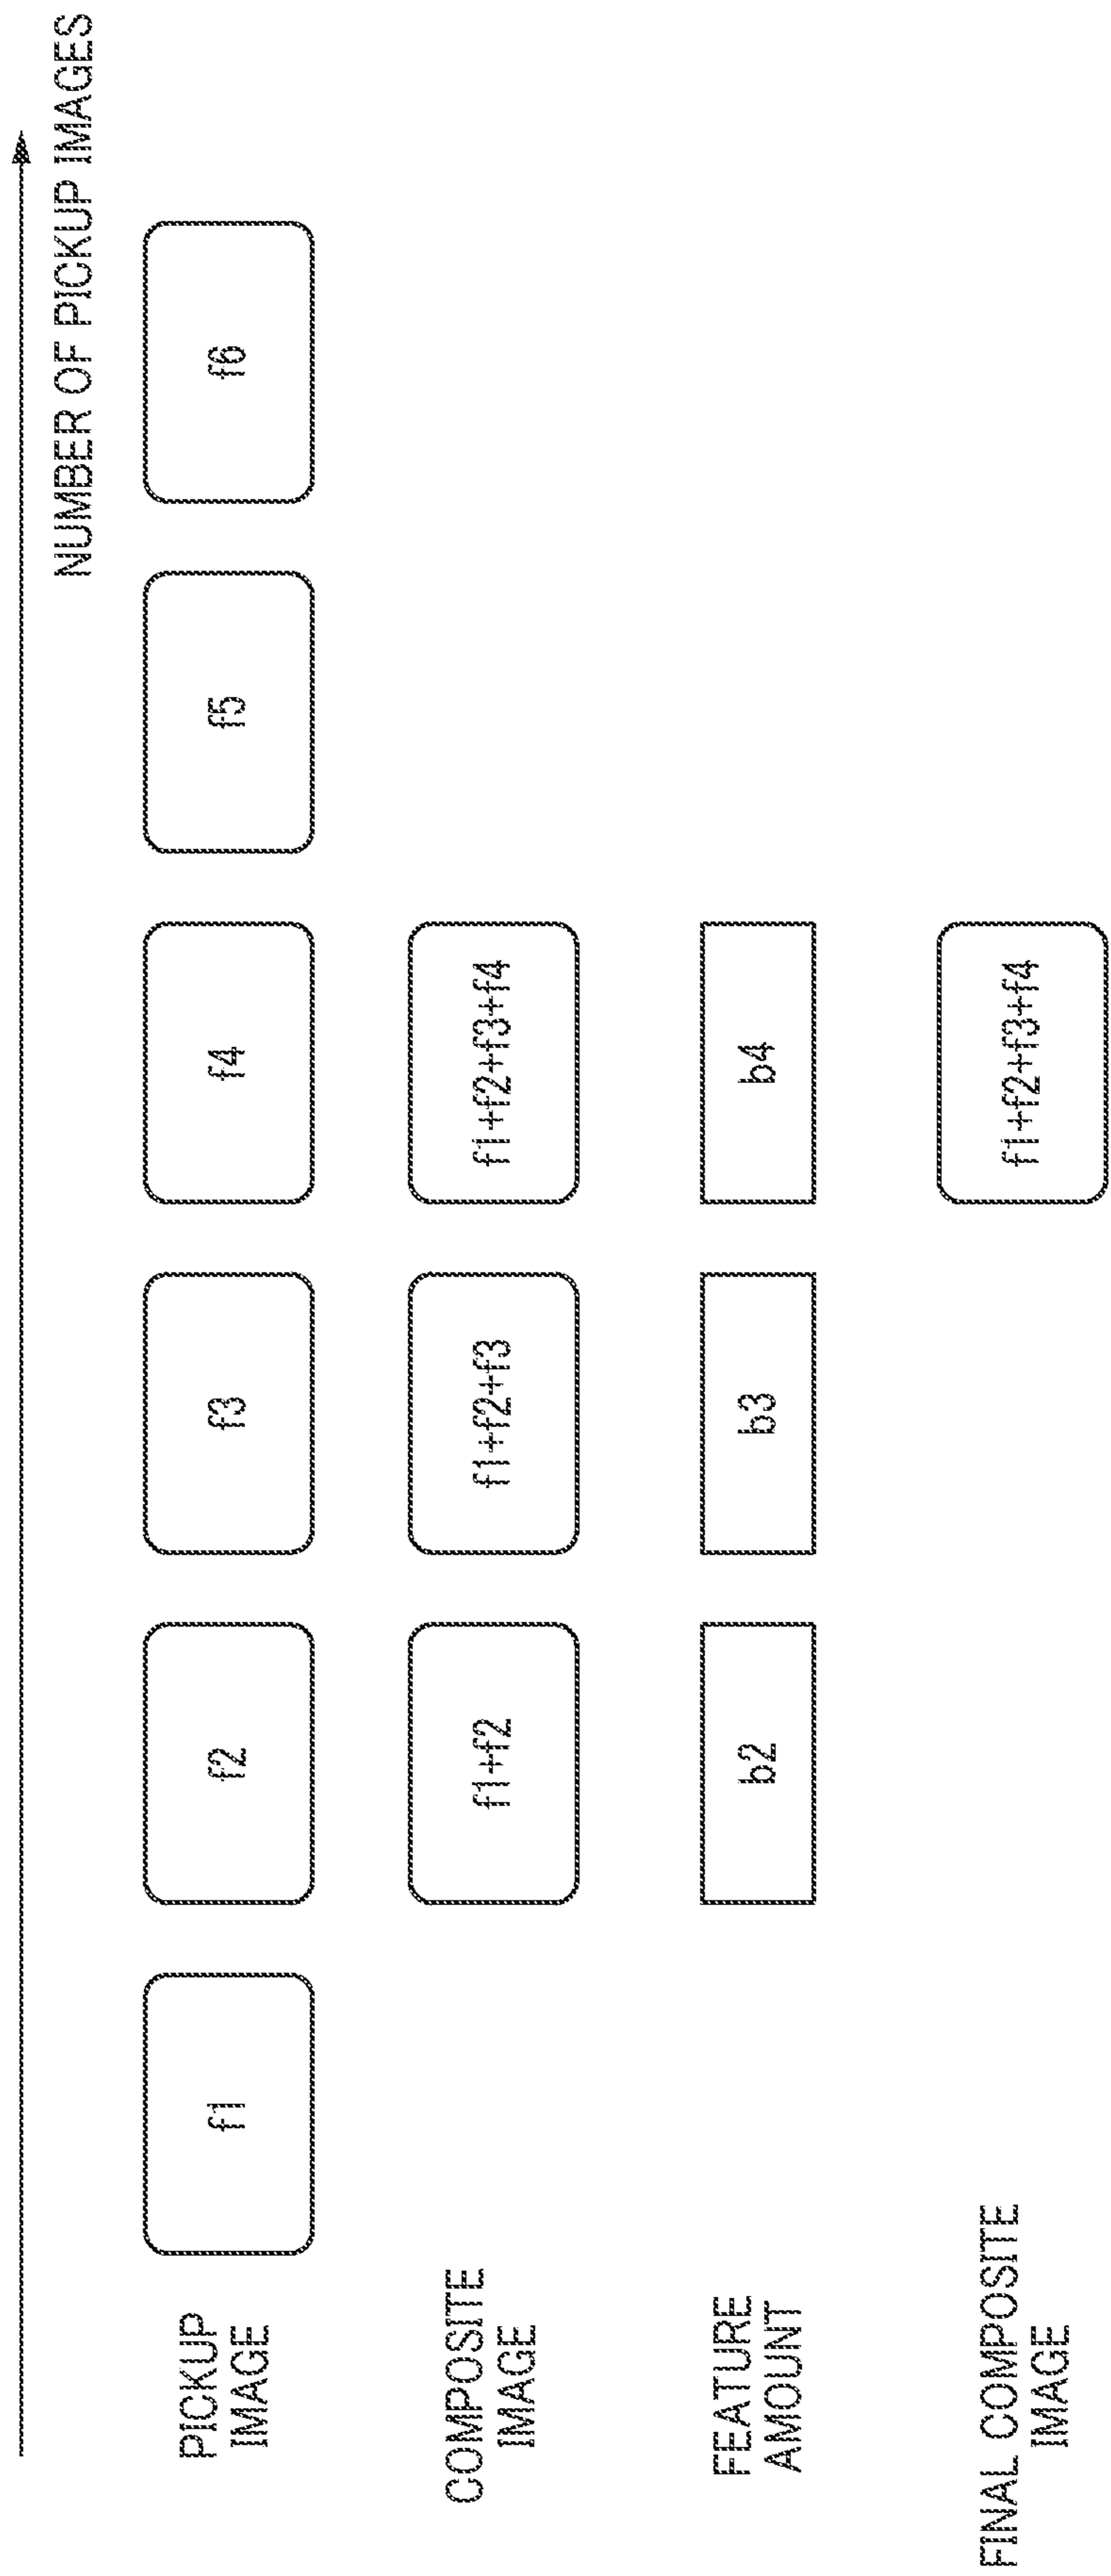 NUMBER OF PICKUP IMAGES
PICKUP
IMAGE
f1
f2
f3
f4
f5
f6
COMPOSITE
IMAGE
f1+f2
f1+f2+f3
f1+f2+f3+f4
FEATURE
AMOUNT
b2
b3
b4
FINAL COMPOSITE
IMAGE
f1+f2+f3+f4